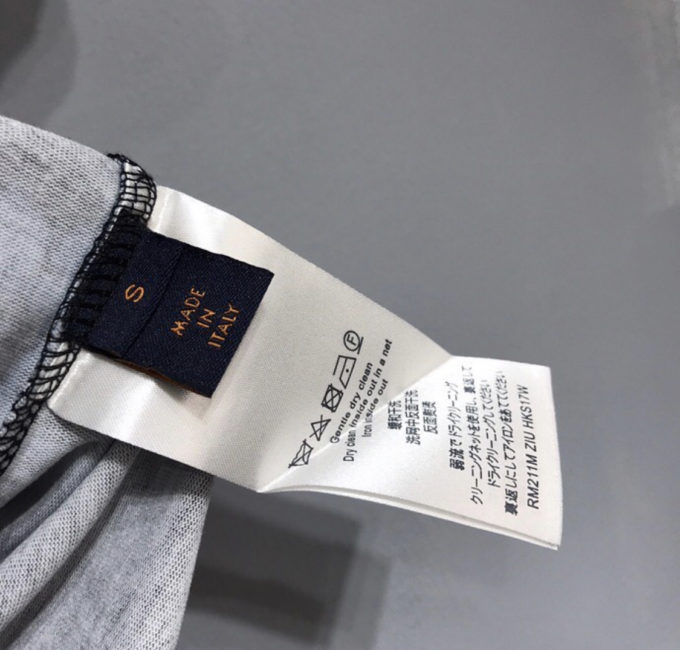 S
MADE
IN
ITALY
F
Gentle dry clean
Dry clean inside out in a net
Iron inside out
缓和干洗
洗网中反面干洗
反面熨烫
弱流でドライクリーニング
クリーニングネットを使用し、裏返して
ドライクリーニングしてください
裏返しにしてアイロンをあててください
RM211M ZIU HKS17W